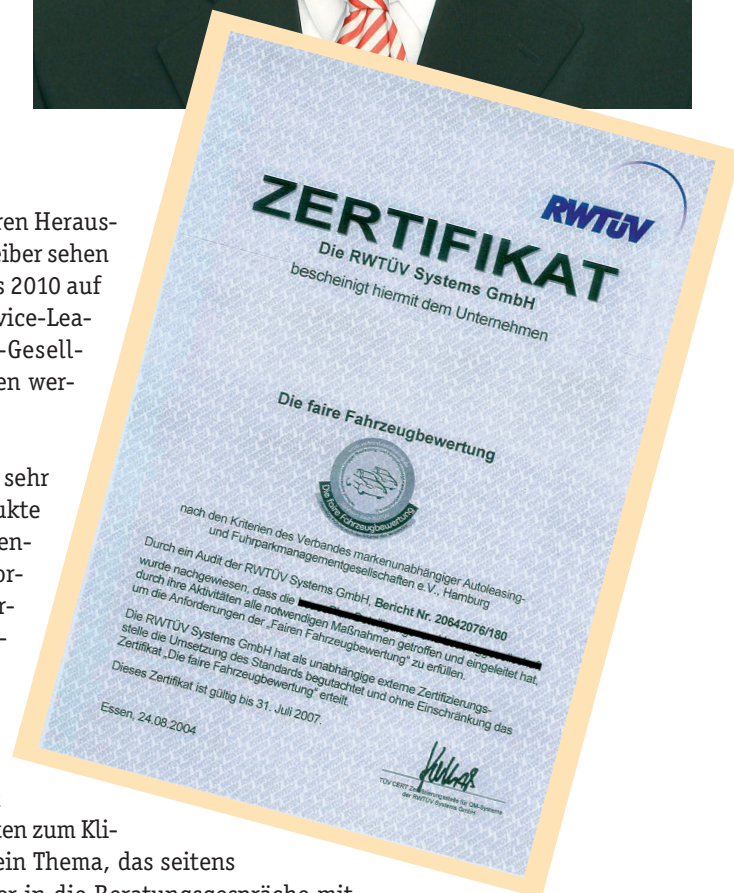 ren Heraus-
eiber sehen
s 2010 auf
vice-Lea-
-Gesell-
en wer-
sehr
ukte
en-
or-
r-
-
ten zum Kli-
ein Thema, das seitens
er in die Beratungsgespräche mit
RWTÜV
ZERTIFIKAT
Die RWTÜV Systems GmbH
bescheinigt hiermit dem Unternehmen
Die faire Fahrzeugbewertung
Die faire Fahrzeugbewertung
nach den Kriterien des Verbandes markenunabhängiger Autoleasing-
und Fuhrparkmanagementgesellschaften e.V., Hamburg
Durch ein Audit der RWTÜV Systems GmbH, Bericht Nr. 20642076/180
wurde nachgewiesen, dass die
durch ihre Aktivitäten alle notwendigen Maßnahmen getroffen und eingeleitet hat,
um die Anforderungen der „Fairen Fahrzeugbewertung“ zu erfüllen.
Die RWTÜV Systems GmbH hat als unabhängige externe Zertifizierungs-
stelle die Umsetzung des Standards begutachtet und ohne Einschränkung das
Zertifikat „Die faire Fahrzeugbewertung“ erteilt.
Dieses Zertifikat ist gültig bis 31. Juli 2007.
Essen, 24.08.2004
TÜV CERT Zertifizierungsstelle für QM-Systeme
der RWTÜV Systems GmbH